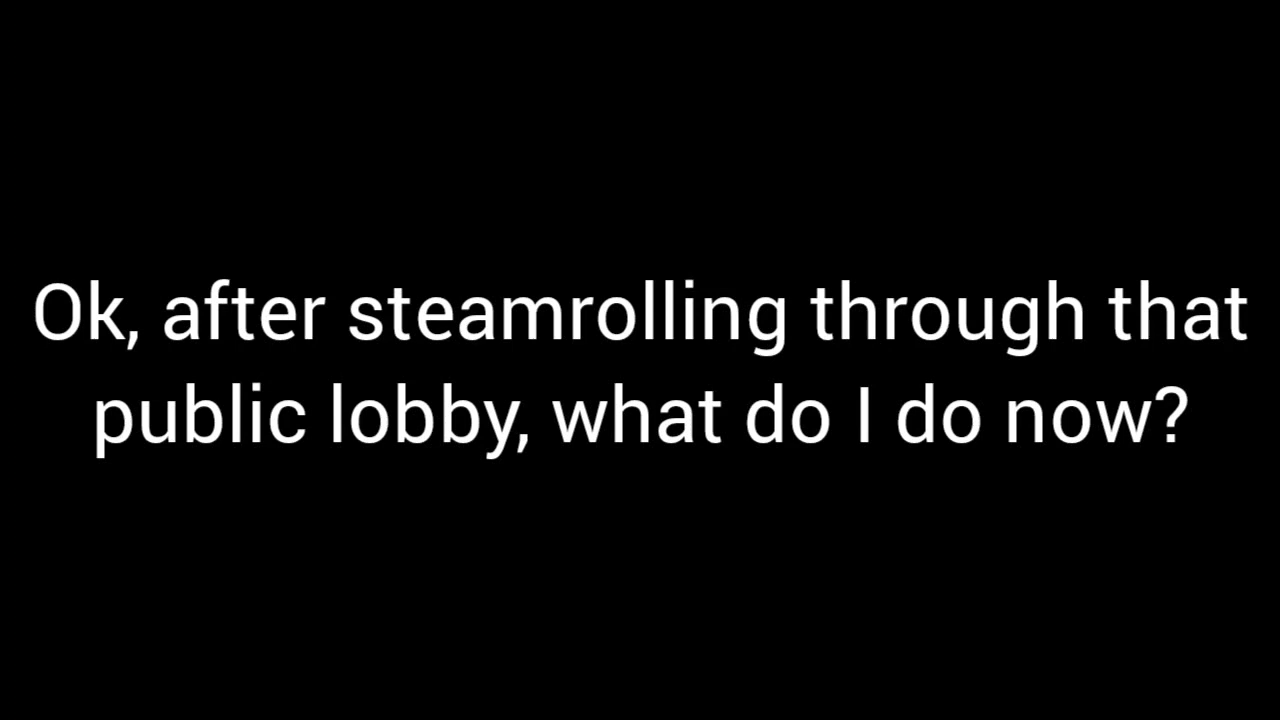 Ok, after steamrolling through that
public lobby, what do I do now?